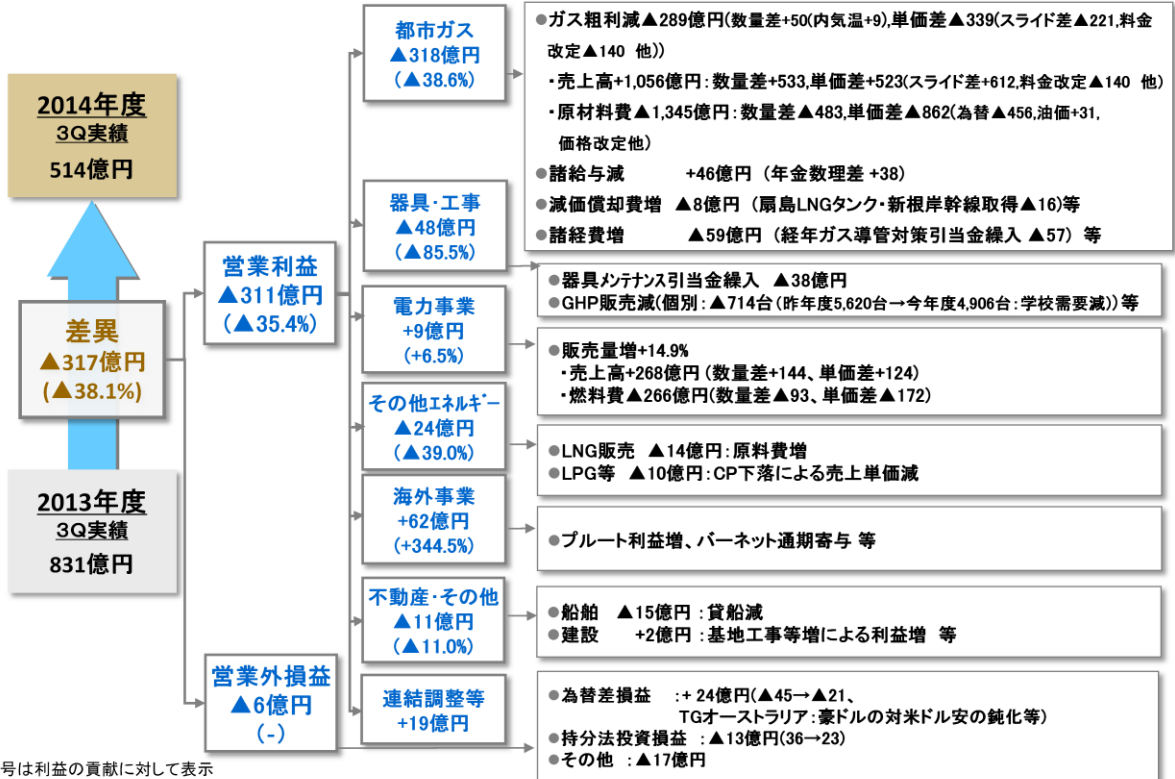 2014年度
3Q実績
514億円
差異
▲317億円
(▲38.1%)
2013年度
3Q実績
831億円
営業利益
▲311億円
(▲35.4%)
営業外損益
▲6億円
(-)
都市ガス
▲318億円
(▲38.6%)
器具・工事
▲48億円
(▲85.5%)
電力事業
+9億円
(+6.5%)
その他エネルギー
▲24億円
(▲39.0%)
海外事業
+62億円
(+344.5%)
不動産・その他
▲11億円
(▲11.0%)
連結調整等
+19億円
●ガス粗利減▲289億円(数量差+50(内気温+9),単価差▲339(スライド差▲221,料金
改定▲140 他))
・売上高+1,056億円：数量差+533,単価差+523(スライド差+612,料金改定▲140 他)
・原材料費▲1,345億円：数量差▲483,単価差▲862(為替▲456,油価+31,
価格改定他)
●諸給与減 +46億円 (年金数理差 +38)
●減価償却費増 ▲8億円 (扇島LNGタンク・新根岸幹線取得▲16)等
●諸経費増 ▲59億円 (経年ガス導管対策引当金繰入 ▲57) 等
●器具メンテナンス引当金繰入 ▲38億円
●GHP販売減(個別：▲714台(昨年度5,620台→今年度4,906台：学校需要減))等
●販売量増+14.9%
・売上高+268億円(数量差+144、単価差+124)
・燃料費▲266億円(数量差▲93、単価差▲172)
●LNG販売 ▲14億円：原料費増
●LPG等 ▲10億円：CP下落による売上単価減
●プルート利益増、バーネット通期寄与 等
●船舶 ▲15億円：貸船減
●建設 +2億円：基地工事等増による利益増 等
●為替差損益 :+ 24億円(▲45→▲21、
TGオーストラリア：豪ドルの対米ドル安の鈍化等)
●持分法投資損益 :▲13億円(36→23)
●その他 :▲17億円
号は利益の貢献に対して表示